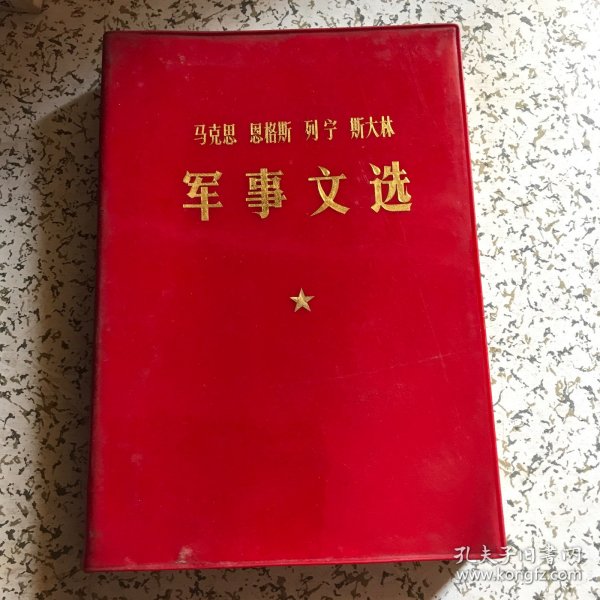 马克思 恩格斯 列宁 斯大林
军事文选
孔夫子旧书网
www.kongfz.com